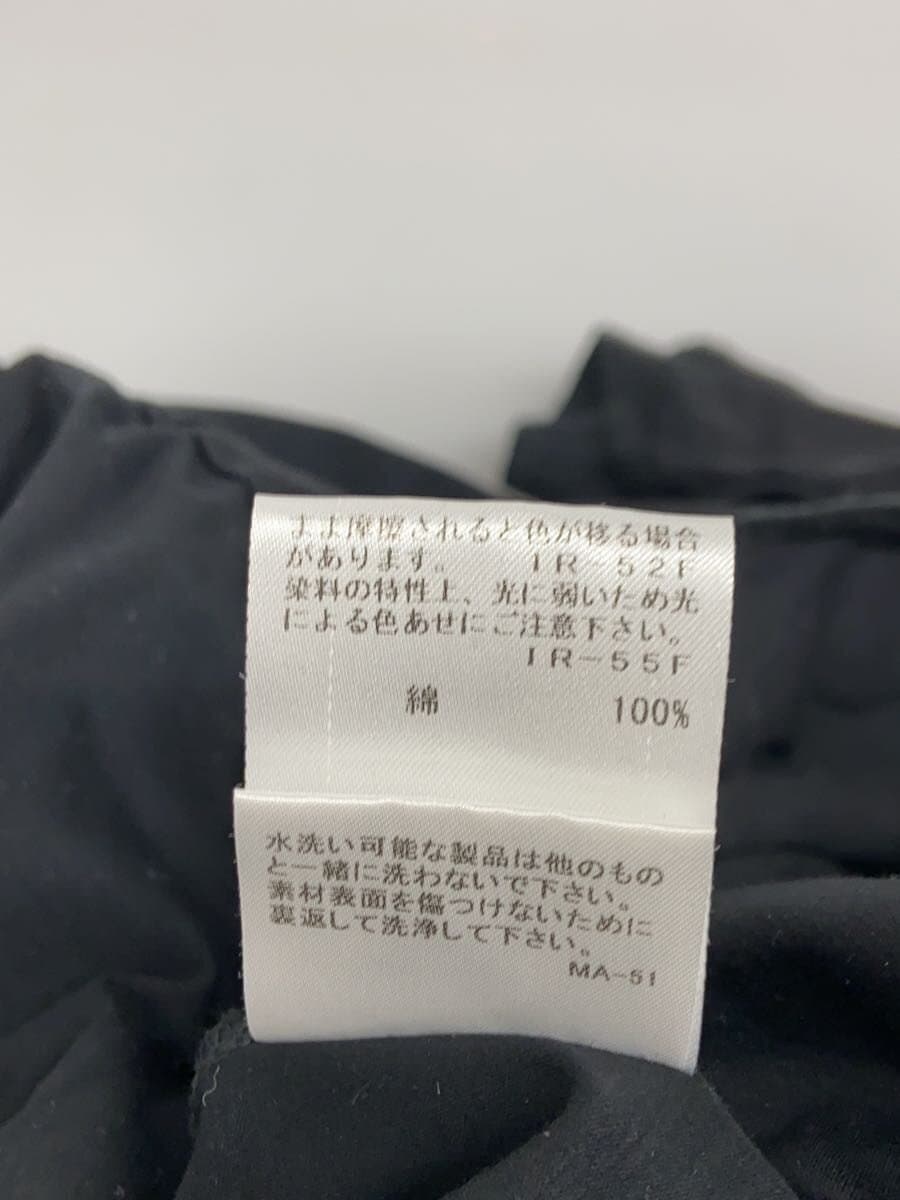 まま摩擦されると色が移る場合
があります。 IR-52F
染料の特性上、光に弱いため光
による色あせにご注意下さい。
IR-55F
綿 100%
水洗い可能な製品は他のもの
と一緒に洗わないで下さい。
素材表面を傷つけないために
裏返して洗浄して下さい。
MA-51